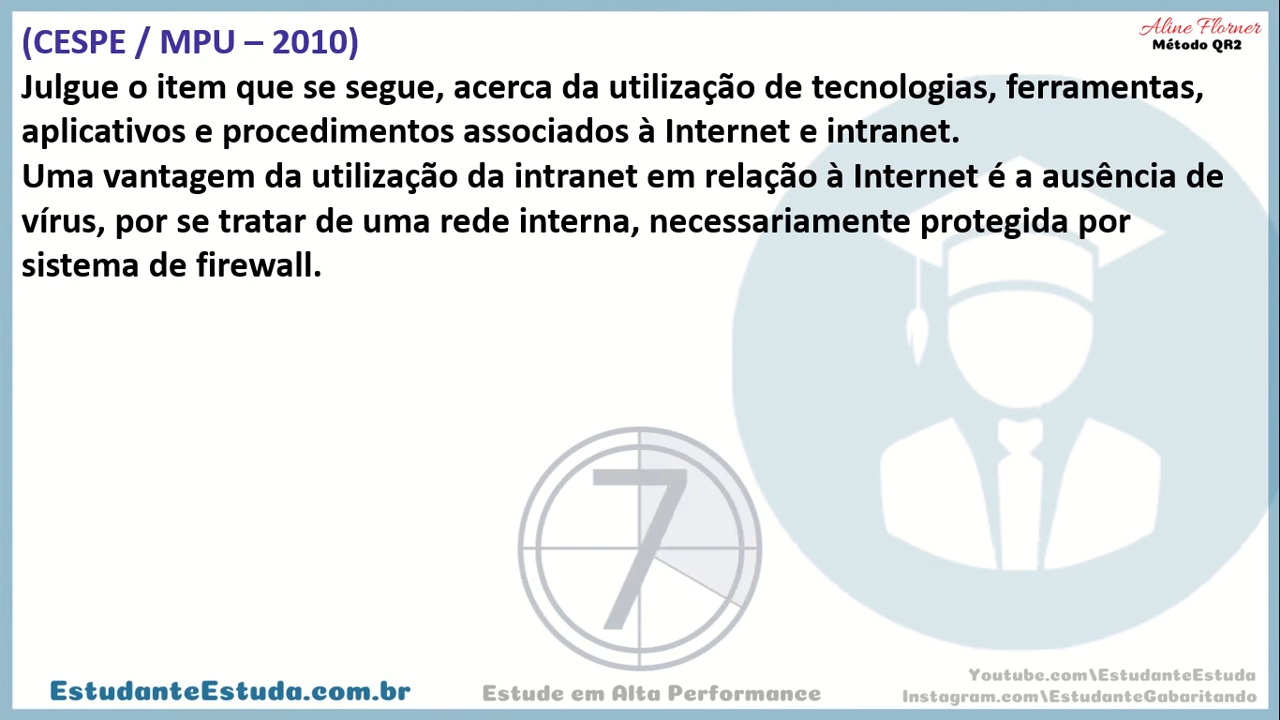 (CESPE / MPU – 2010)
Aline Florner
Método QR2
Julgue o item que se segue, acerca da utilização de tecnologias, ferramentas,
aplicativos e procedimentos associados à Internet e intranet.
Uma vantagem da utilização da intranet em relação à Internet é a ausência de
vírus, por se tratar de uma rede interna, necessariamente protegida por
sistema de firewall.
7
EstudanteEstuda.com.br
Estude em Alta Performance
Youtube.com\EstudanteEstuda
Instagram.com\EstudanteGabaritando